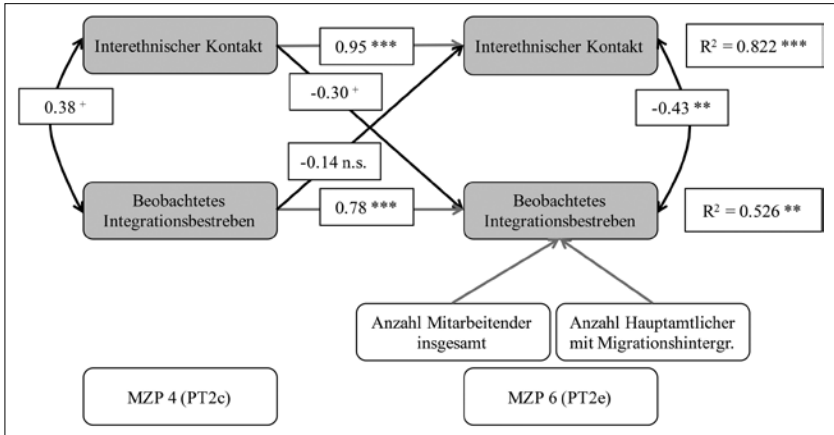 Interethnischer Kontakt
0.95 ***
Interethnischer Kontakt
R² = 0.822 ***
0.38 +
-0.30 +
-0.43 **
-0.14 n.s.
Beobachtetes
Integrationsbestreben
0.78 ***
Beobachtetes
Integrationsbestreben
R² = 0.526 **
Anzahl Mitarbeitender
insgesamt
Anzahl Hauptamtlicher
mit Migrationshintergr.
MZP 4 (PT2c)
MZP 6 (PT2e)